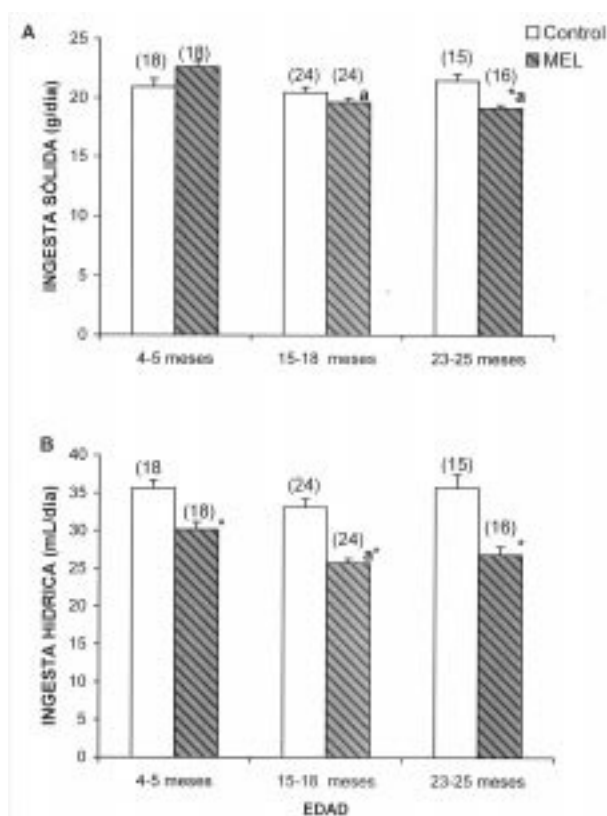 A
Control
MEL
INGESTA SÓLIDA (g/día)
25
20
15
10
5
0
(18)
(18)
(24)
(24)
a
(15)
(16)
*a
4-5 meses
15-18 meses
23-25 meses
B
INGESTA HIDRICA (mL/día)
40
35
30
25
20
15
10
5
0
(18
(18)
*
(24)
(24)
a*
(15)
(16)
*
4-5 meses
15-18 meses
23-25 meses
EDAD